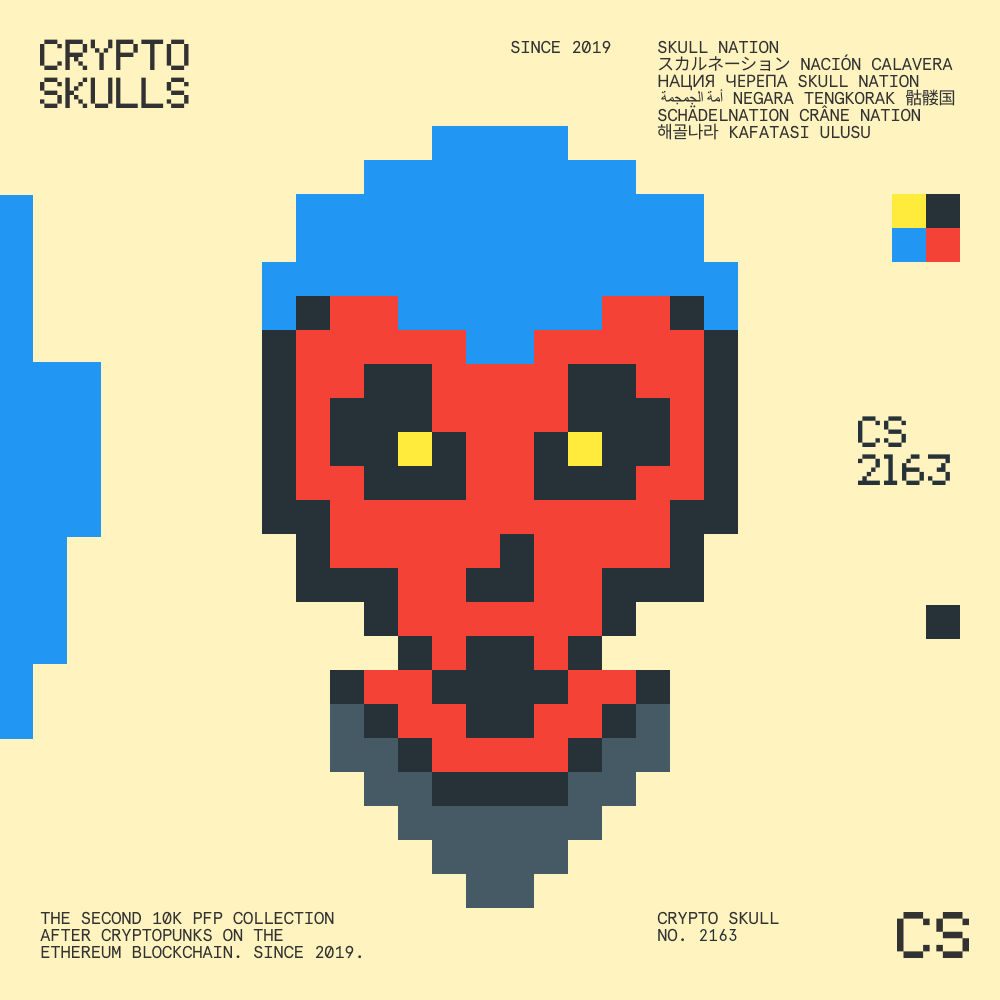 CRYPTO
SKULLS
SINCE 2019
SKULL NATION
スカルネーション NACIÓN CALAVERA
НАЦИЯ ЧЕРЕПА SKULL NATION
أمة الجمجمة NEGARA TENGKORAK 骷髅国
SCHÄDELNATION CRÂNE NATION
해골나라 KAFATASI ULUSU
CS
2163
THE SECOND 10K PFP COLLECTION
AFTER CRYPTOPUNKS ON THE
ETHEREUM BLOCKCHAIN. SINCE 2019.
CRYPTO SKULL
NO. 2163
CS